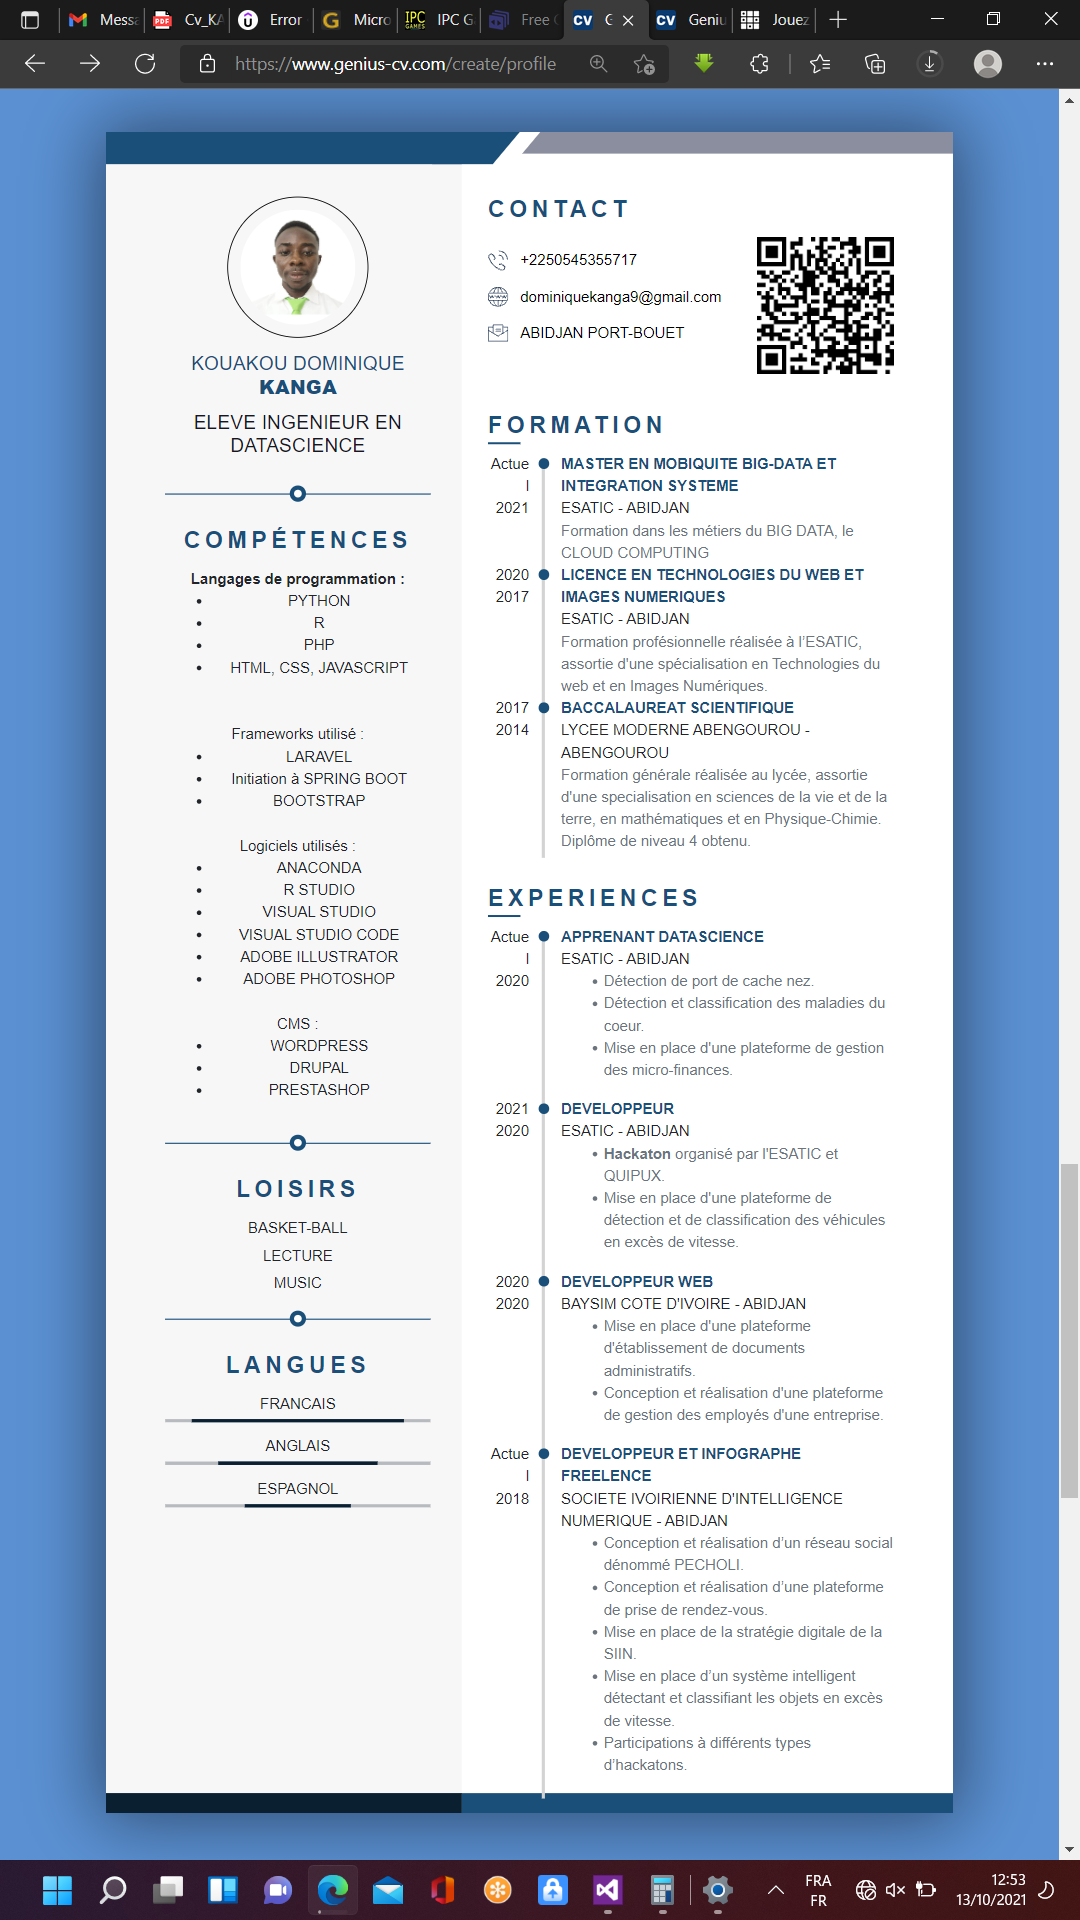 Messa
Cv_KA
Error
Micro
IPC G
Free
G
Geniu
Jouez
https://www.genius-cv.com/create/profile
KOUAKOU DOMINIQUE
KANGA
ELEVE INGENIEUR EN
DATASCIENCE
COMPÉTENCES
Langages de programmation :
• PYTHON
• R
• PHP
• HTML, CSS, JAVASCRIPT
Frameworks utilisé :
• LARAVEL
• Initiation à SPRING BOOT
• BOOTSTRAP
Logiciels utilisés :
• ANACONDA
• R STUDIO
• VISUAL STUDIO
• VISUAL STUDIO CODE
• ADOBE ILLUSTRATOR
• ADOBE PHOTOSHOP
CMS :
• WORDPRESS
• DRUPAL
• PRESTASHOP
LOISIRS
BASKET-BALL
LECTURE
MUSIC
LANGUES
FRANCAIS
ANGLAIS
ESPAGNOL
CONTACT
+2250545355717
dominiquekanga9@gmail.com
ABIDJAN PORT-BOUET
FORMATION
Actue MASTER EN MOBIQUITE BIG-DATA ET
l INTEGRATION SYSTEME
2021 ESATIC - ABIDJAN
Formation dans les métiers du BIG DATA, le
CLOUD COMPUTING
2020 LICENCE EN TECHNOLOGIES DU WEB ET
2017 IMAGES NUMERIQUES
ESATIC - ABIDJAN
Formation profésionnelle réalisée à l'ESATIC,
assortie d'une spécialisation en Technologies du
web et en Images Numériques.
2017 BACCALAUREAT SCIENTIFIQUE
2014 LYCEE MODERNE ABENGOUROU -
ABENGOUROU
Formation générale réalisée au lycée, assortie
d'une specialisation en sciences de la vie et de la
terre, en mathématiques et en Physique-Chimie.
Diplôme de niveau 4 obtenu.
EXPERIENCES
Actue APPRENANT DATASCIENCE
l ESATIC - ABIDJAN
2020 • Détection de port de cache nez.
• Détection et classification des maladies du
coeur.
• Mise en place d'une plateforme de gestion
des micro-finances.
2021 DEVELOPPEUR
2020 ESATIC - ABIDJAN
• Hackaton organisé par l'ESATIC et
QUIPUX.
• Mise en place d'une plateforme de
détection et de classification des véhicules
en excès de vitesse.
2020 DEVELOPPEUR WEB
2020 BAYSIM COTE D'IVOIRE - ABIDJAN
• Mise en place d'une plateforme
d'établissement de documents
administratifs.
• Conception et réalisation d'une plateforme
de gestion des employés d'une entreprise.
Actue DEVELOPPEUR ET INFOGRAPHE
l FREELENCE
2018 SOCIETE IVOIRIENNE D'INTELLIGENCE
NUMERIQUE - ABIDJAN
• Conception et réalisation d'un réseau social
dénommé PECHOLI.
• Conception et réalisation d'une plateforme
de prise de rendez-vous.
• Mise en place de la stratégie digitale de la
SIIN.
• Mise en place d'un système intelligent
détectant et classifiant les objets en excès
de vitesse.
• Participations à différents types
d'hackatons.
FRA
FR
12:53
13/10/2021